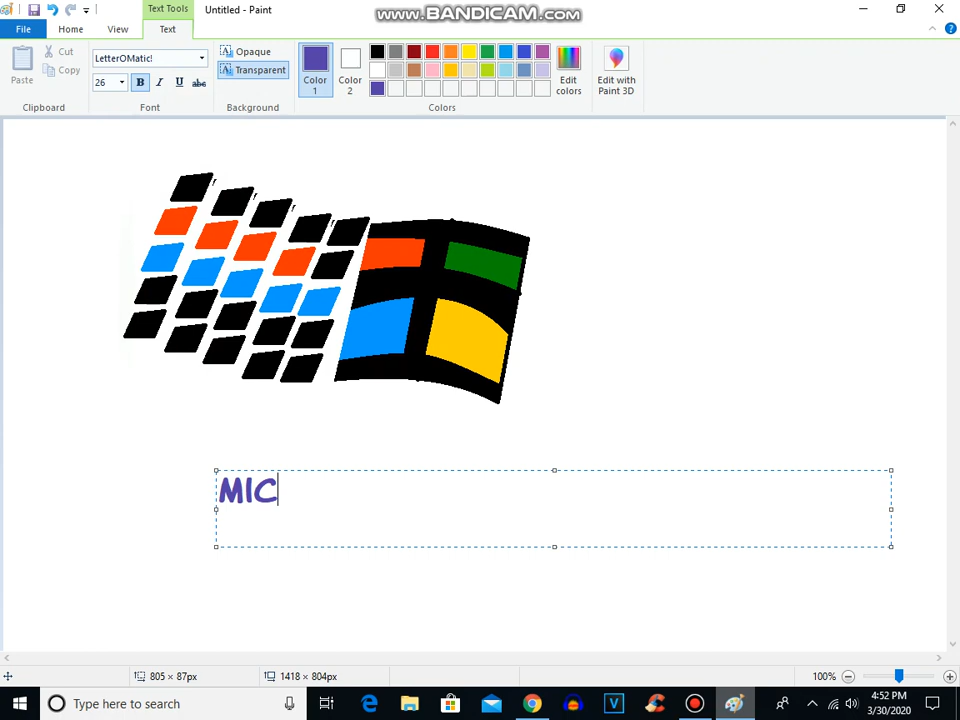 Text Tools
Untitled - Paint
www.BANDICAM.com
File
Home
View
Text
Paste
Cut
Copy
Clipboard
LetterOMatic!
26
B
I
U
abc
Font
Opaque
Transparent
Background
Color 1
Color 2
Edit colors
Colors
Edit with Paint 3D
MIC
805 × 87px
1418 × 804px
100%
Type here to search
4:52 PM
3/30/2020